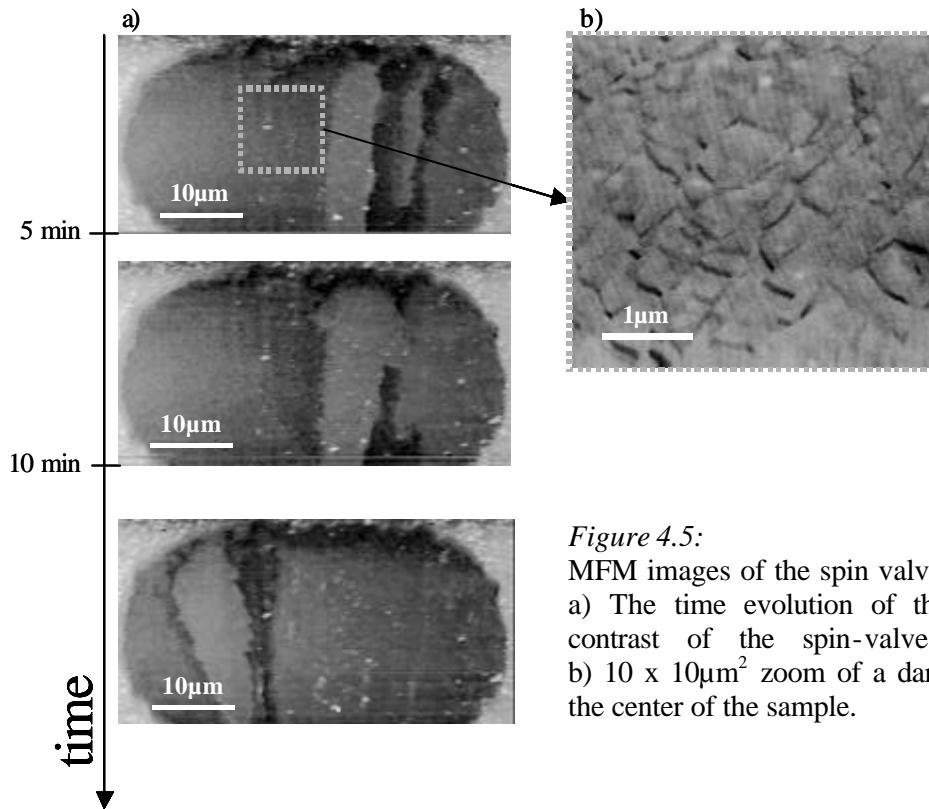 a)
b)
10µm
5 min
1µm
10µm
10 min
10µm
time
Figure 4.5:
MFM images of the spin valv
a) The time evolution of th
contrast of the spin-valve
b) 10 x 10µm² zoom of a dar
the center of the sample.